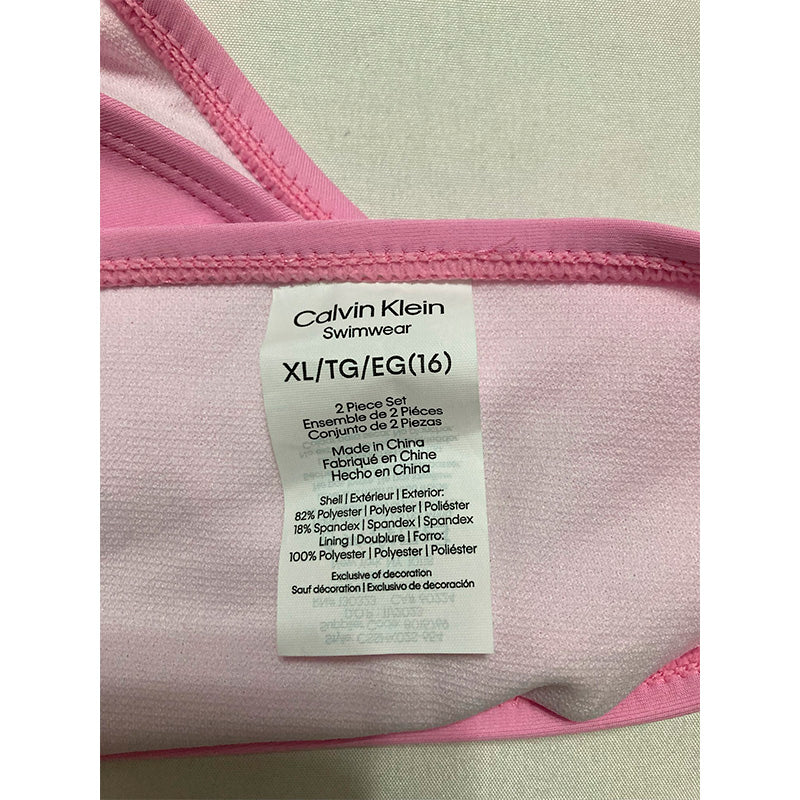 Calvin Klein
Swimwear
XL/TG/EG(16)
2 Piece Set
Ensemble de 2 Piéces
Conjunto de 2 Piezas
Made in China
Fabriqué en Chine
Hecho en China
Shell | Extérieur | Exterior:
82% Polyester | Polyester | Poliéster
18% Spandex | Spandex | Spandex
Lining | Doublure | Forro:
100% Polyester | Polyester | Poliéster
Exclusive of decoration
Sauf décoration | Exclusivo de decoración